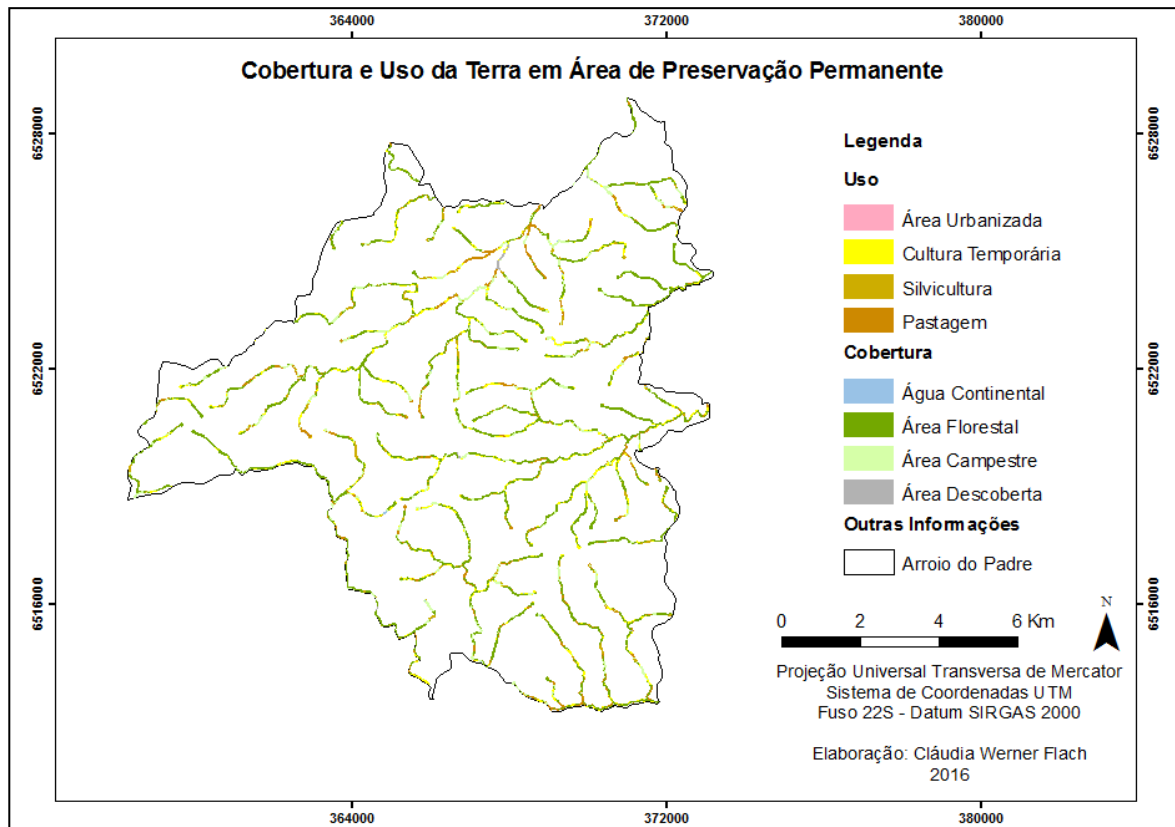 364000
372000
380000
Cobertura e Uso da Terra em Área de Preservação Permanente
6528000
6528000
Legenda
Uso
Área Urbanizada
Cultura Temporária
Silvicultura
Pastagem
6522000
6522000
Cobertura
Água Continental
Área Florestal
Área Campestre
Área Descoberta
Outras Informações
Arroio do Padre
6516000
6516000
N
0 2 4 6 Km
Projeção Universal Transversa de Mercator
Sistema de Coordenadas UTM
Fuso 22S - Datum SIRGAS 2000
Elaboração: Cláudia Werner Flach
2016
364000
372000
380000